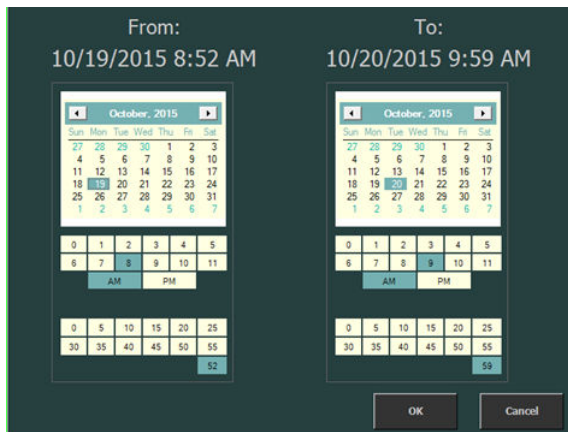 From:
10/19/2015 8:52 AM
October, 2015
Sun Mon Tue Wed Thu Fri Sat
27 28 29 30 1 2 3
4 5 6 7 8 9 10
11 12 13 14 15 16 17
18 19 20 21 22 23 24
25 26 27 28 29 30 31
1 2 3 4 5 6 7
0 1 2 3 4 5
6 7 8 9 10 11
AM PM
0 5 10 15 20 25
30 35 40 45 50 55
52
To:
10/20/2015 9:59 AM
October, 2015
Sun Mon Tue Wed Thu Fri Sat
27 28 29 30 1 2 3
4 5 6 7 8 9 10
11 12 13 14 15 16 17
18 19 20 21 22 23 24
25 26 27 28 29 30 31
1 2 3 4 5 6 7
0 1 2 3 4 5
6 7 8 9 10 11
AM PM
0 5 10 15 20 25
30 35 40 45 50 55
59
OK Cancel